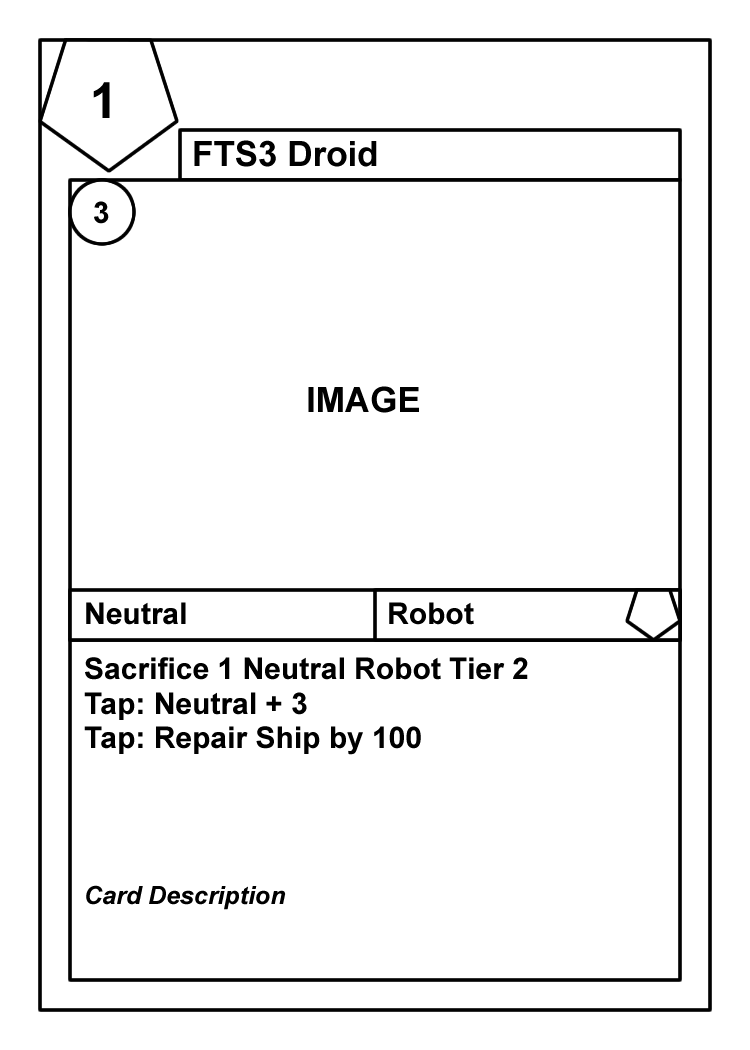 1
FTS3 Droid
3
IMAGE
Neutral
Robot
Sacrifice 1 Neutral Robot Tier 2
Tap: Neutral + 3
Tap: Repair Ship by 100
Card Description